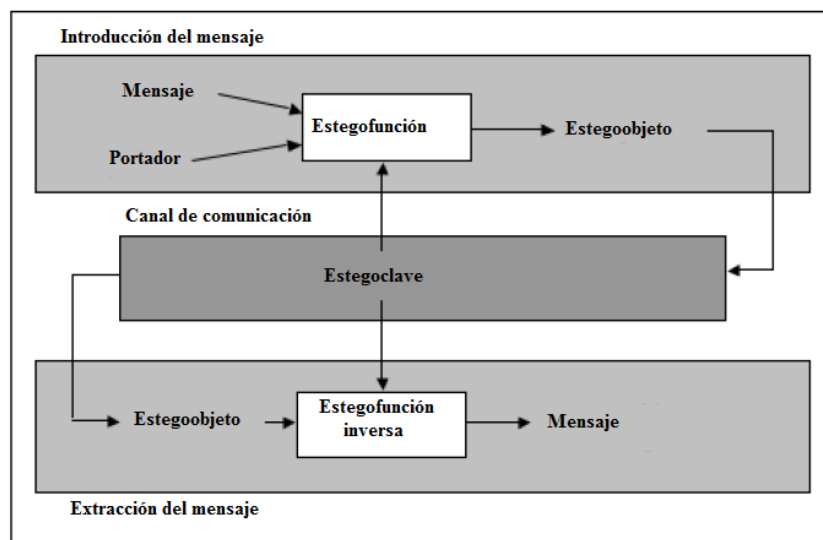 Introducción del mensaje
Mensaje
Estegofunción
Estegoobjeto
Portador
Canal de comunicación
Estegoclave
Estegoobjeto
Estegofunción
inversa
Mensaje
Extracción del mensaje